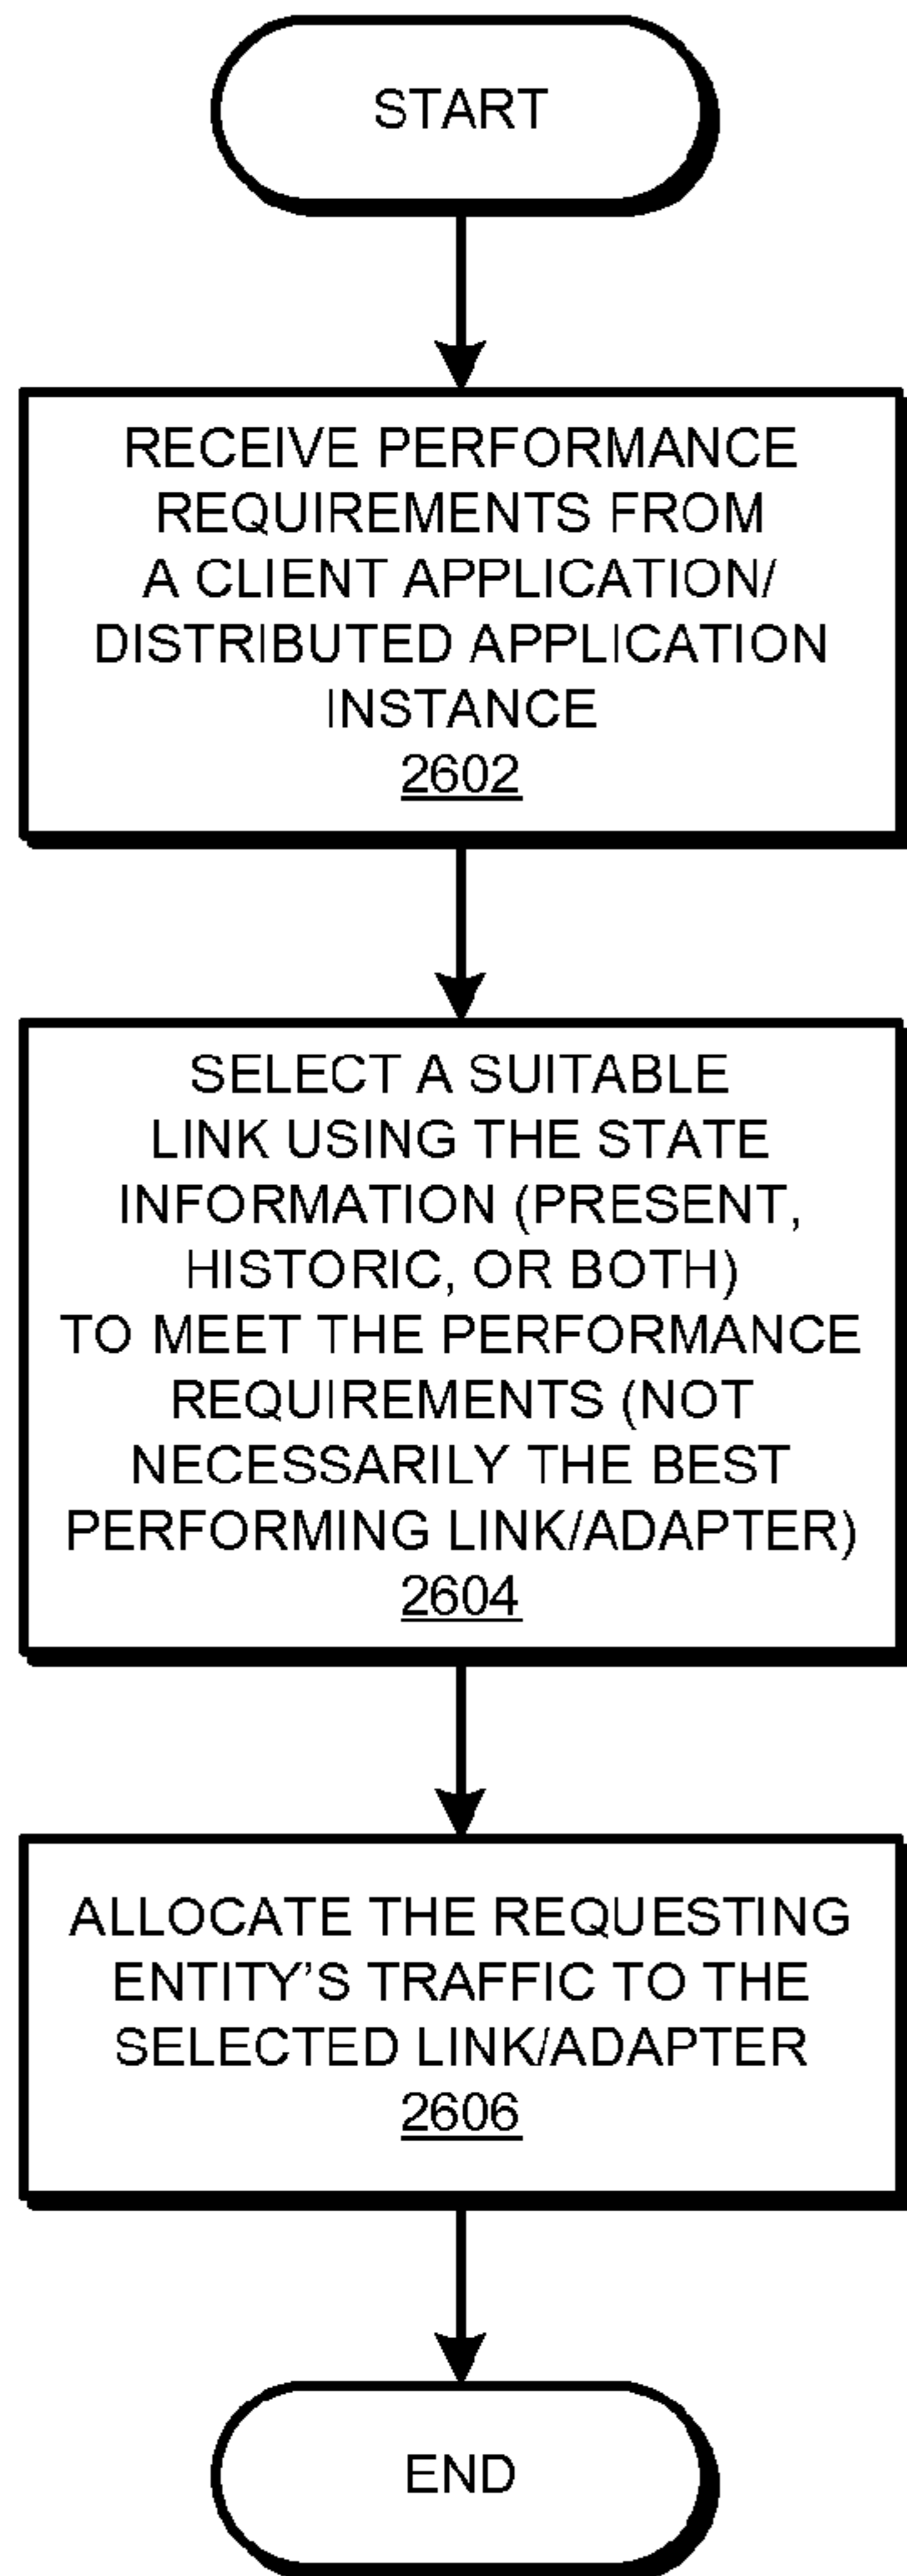 START
RECEIVE PERFORMANCE
REQUIREMENTS FROM
A CLIENT APPLICATION/
DISTRIBUTED APPLICATION
INSTANCE
2602
SELECT A SUITABLE
LINK USING THE STATE
INFORMATION (PRESENT,
HISTORIC, OR BOTH)
TO MEET THE PERFORMANCE
REQUIREMENTS (NOT
NECESSARILY THE BEST
PERFORMING LINK/ADAPTER)
2604
ALLOCATE THE REQUESTING
ENTITY'S TRAFFIC TO THE
SELECTED LINK/ADAPTER
2606
END